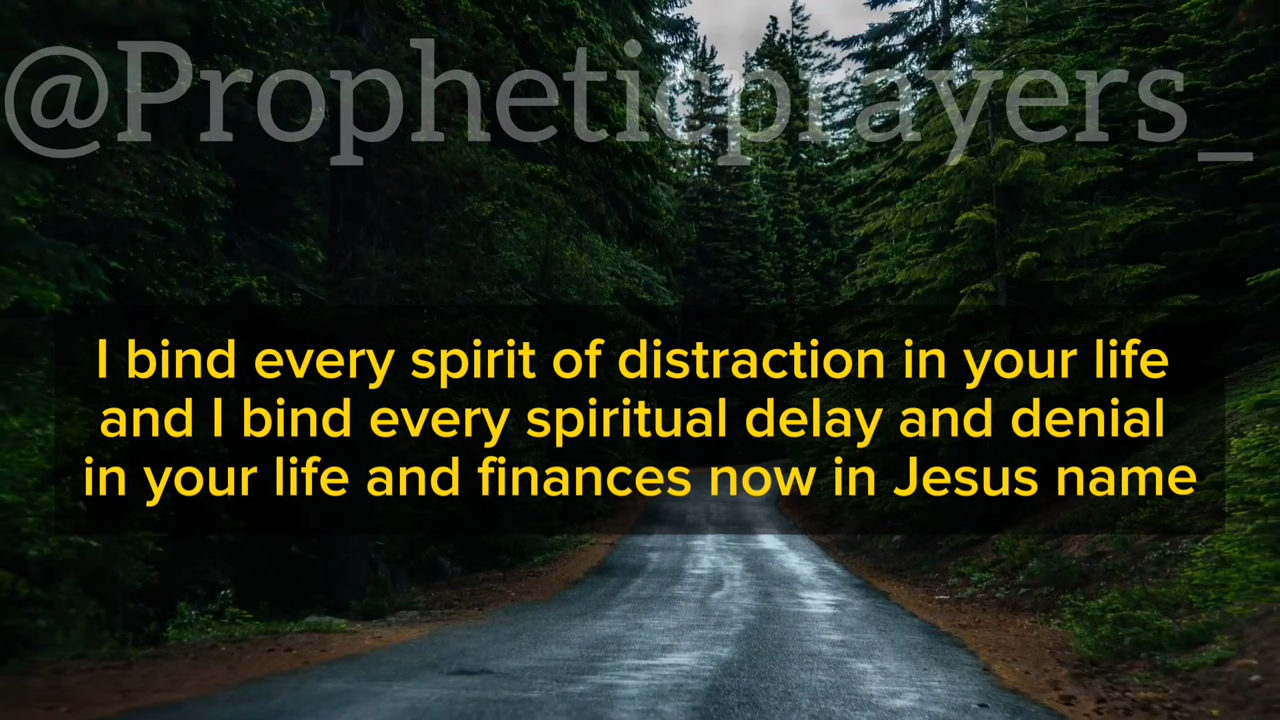 @Propheticprayers_
I bind every spirit of distraction in your life
and I bind every spiritual delay and denial
in your life and finances now in Jesus name